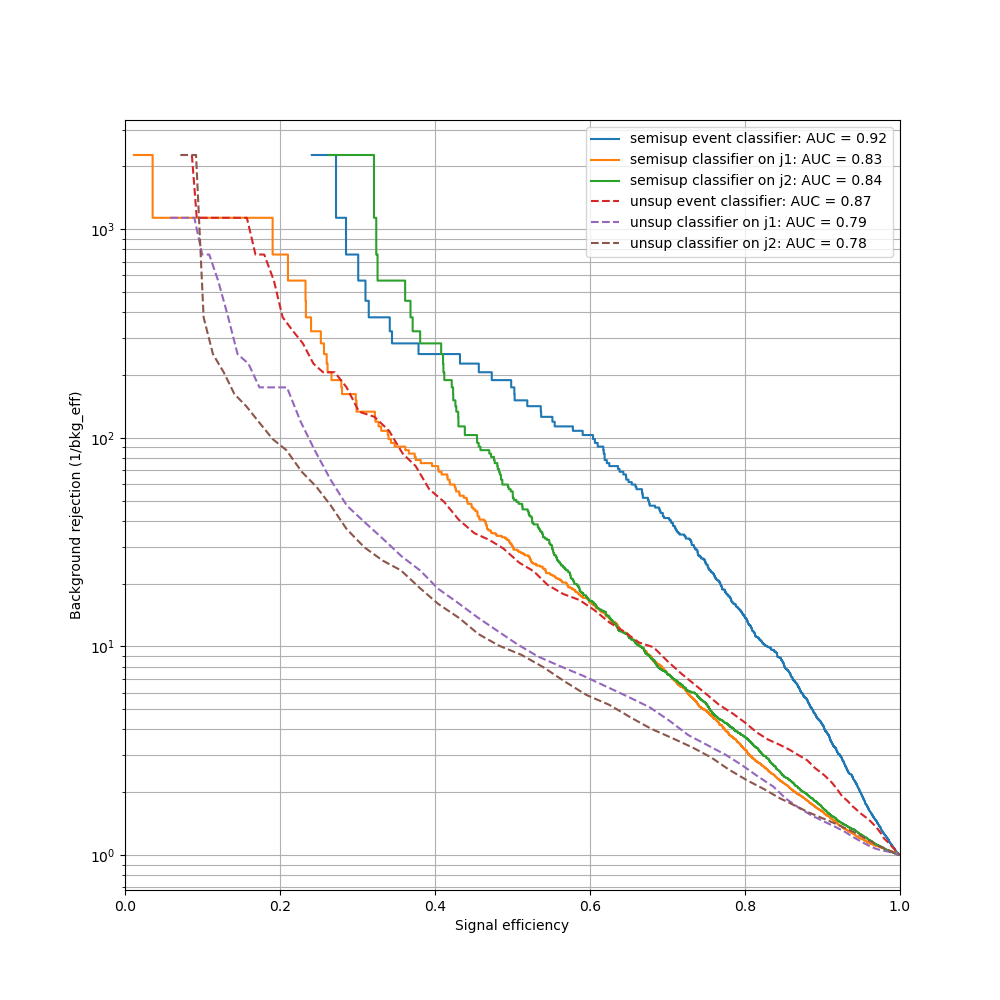 semisup event classifier: AUC = 0.92
semisup classifier on j1: AUC = 0.83
semisup classifier on j2: AUC = 0.84
unsup event classifier: AUC = 0.87
unsup classifier on j1: AUC = 0.79
unsup classifier on j2: AUC = 0.78
Background rejection (1/bkg_eff)
10³
10²
10¹
10⁰
0.0 0.2 0.4 0.6 0.8 1.0
Signal efficiency